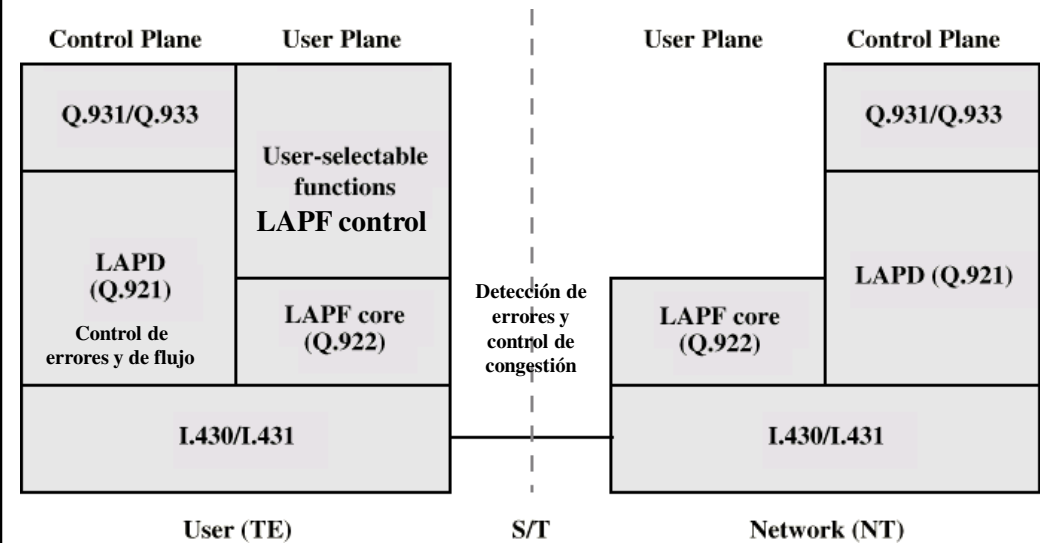 Control Plane
User Plane
User Plane
Control Plane
Q.931/Q.933
User-selectable
functions
LAPF control
LAPD
(Q.921)
Control de
errores y de flujo
LAPF core
(Q.922)
I.430/I.431
Detección de
errores y
control de
congestión
LAPF core
(Q.922)
Q.931/Q.933
LAPD (Q.921)
I.430/I.431
User (TE)
S/T
Network (NT)